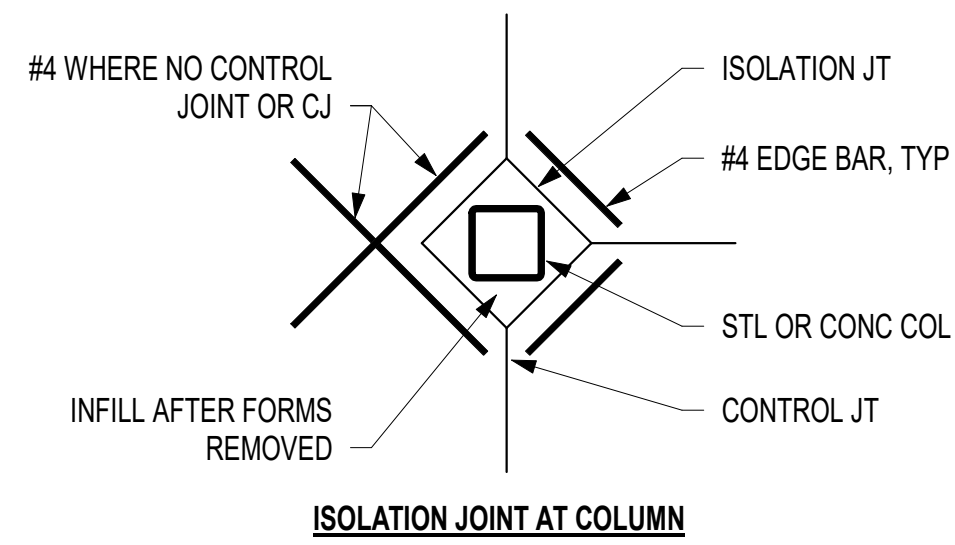 #4 WHERE NO CONTROL
JOINT OR CJ
ISOLATION JT
#4 EDGE BAR, TYP
STL OR CONC COL
INFILL AFTER FORMS
REMOVED
CONTROL JT
ISOLATION JOINT AT COLUMN